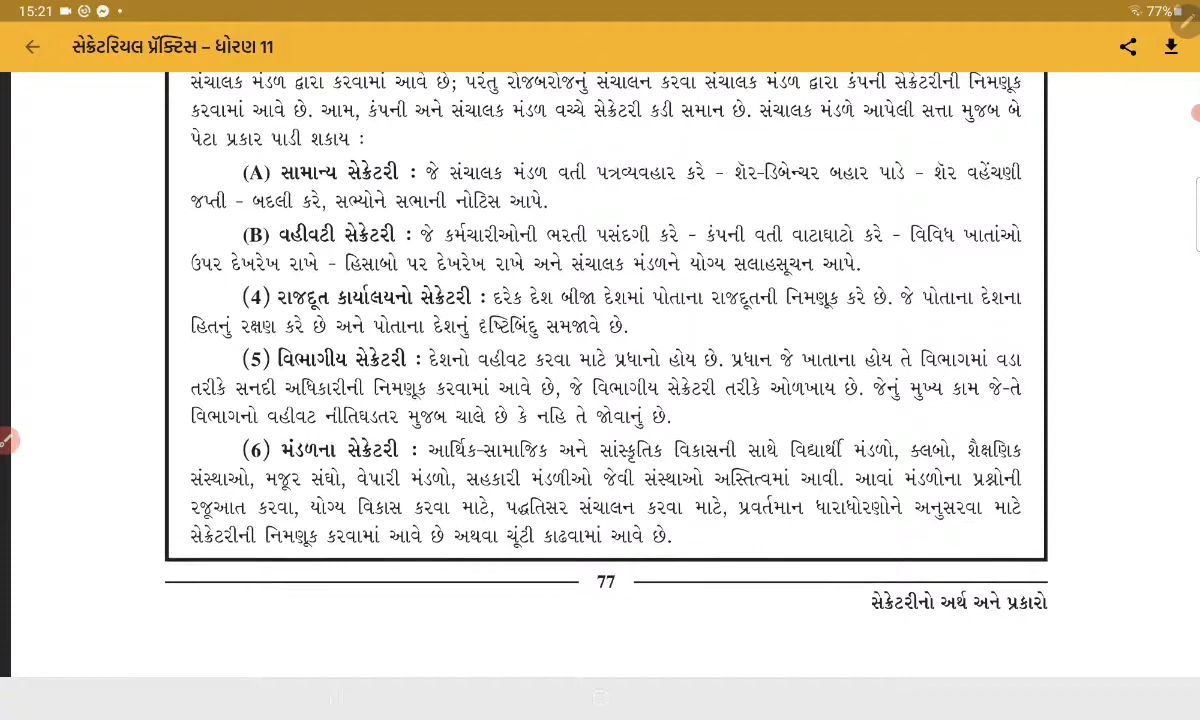 15:21
77%
સેક્રેટરિયલ પ્રૅક્ટિસ – ધોરણ 11
સંચાલક મંડળ દ્વારા કરવામાં આવે છે; પરંતુ રોજબરોજનું સંચાલન કરવા સંચાલક મંડળ દ્વારા કંપની સેક્રેટરીની નિમણૂક
કરવામાં આવે છે. આમ, કંપની અને સંચાલક મંડળ વચ્ચે સેક્રેટરી કડી સમાન છે. સંચાલક મંડળે આપેલી સત્તા મુજબ બે
પેટા પ્રકાર પાડી શકાય :
(A) સામાન્ય સેક્રેટરી : જે સંચાલક મંડળ વતી પત્રવ્યવહાર કરે - શૅર-ડિબેન્ચર બહાર પાડે - શૅર વહેંચણી
જપ્તી - બદલી કરે, સભ્યોને સભાની નોટિસ આપે.
(B) વહીવટી સેક્રેટરી : જે કર્મચારીઓની ભરતી પસંદગી કરે - કંપની વતી વાટાઘાટો કરે - વિવિધ ખાતાંઓ
ઉપર દેખરેખ રાખે - હિસાબો પર દેખરેખ રાખે અને સંચાલક મંડળને યોગ્ય સલાહસૂચન આપે.
(4) રાજદૂત કાર્યાલયનો સેક્રેટરી : દરેક દેશ બીજા દેશમાં પોતાના રાજદૂતની નિમણૂક કરે છે. જે પોતાના દેશના
હિતનું રક્ષણ કરે છે અને પોતાના દેશનું દૃષ્ટિબિંદુ સમજાવે છે.
(5) વિભાગીય સેક્રેટરી : દેશનો વહીવટ કરવા માટે પ્રધાનો હોય છે. પ્રધાન જે ખાતાના હોય તે વિભાગમાં વડા
તરીકે સનદી અધિકારીની નિમણૂક કરવામાં આવે છે, જે વિભાગીય સેક્રેટરી તરીકે ઓળખાય છે. જેનું મુખ્ય કામ જે-તે
વિભાગનો વહીવટ નીતિઘડતર મુજબ ચાલે છે કે નહિ તે જોવાનું છે.
(6) મંડળના સેક્રેટરી : આર્થિક-સામાજિક અને સાંસ્કૃતિક વિકાસની સાથે વિદ્યાર્થી મંડળો, ક્લબો, શૈક્ષણિક
સંસ્થાઓ, મજૂર સંઘો, વેપારી મંડળો, સહકારી મંડળીઓ જેવી સંસ્થાઓ અસ્તિત્વમાં આવી. આવાં મંડળોના પ્રશ્નોની
રજૂઆત કરવા, યોગ્ય વિકાસ કરવા માટે, પદ્ધતિસર સંચાલન કરવા માટે, પ્રવર્તમાન ધારાધોરણોને અનુસરવા માટે
સેક્રેટરીની નિમણૂક કરવામાં આવે છે અથવા ચૂંટી કાઢવામાં આવે છે.
77
સેક્રેટરીનો અર્થ અને પ્રકારો